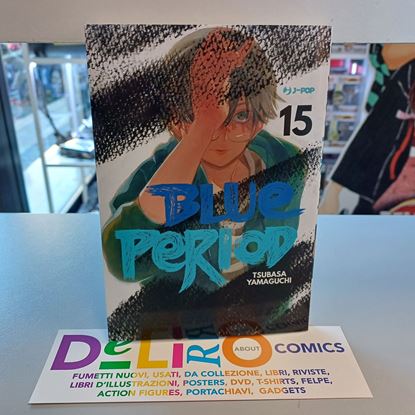 J-POP
15
BLUE
PERIOD
TSUBASA
YAMAGUCHI
DeLiRO ABOUT COMICS
FUMETTI NUOVI, USATI, DA COLLEZIONE, LIBRI, RIVISTE,
LIBRI D'ILLUSTRAZIONI, POSTERS, DVD, T-SHIRTS, FELPE,
ACTION FIGURES, PORTACHIAVI, GADGETS